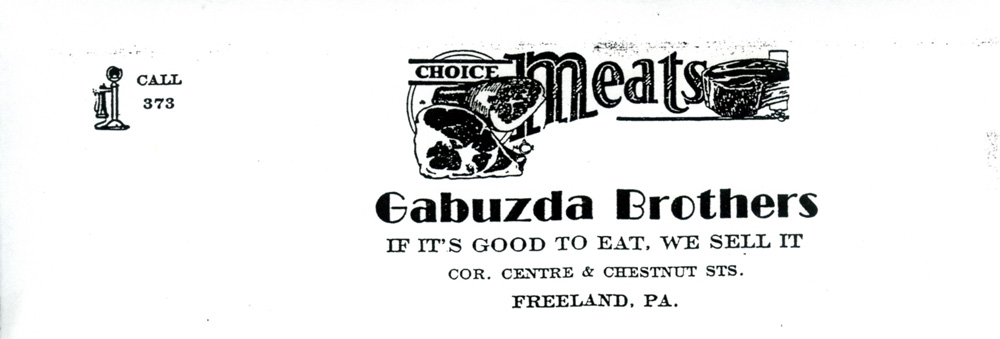 CALL
373
CHOICE Meats
Gabuzda Brothers
IF IT'S GOOD TO EAT, WE SELL IT
COR. CENTRE & CHESTNUT STS.
FREELAND, PA.